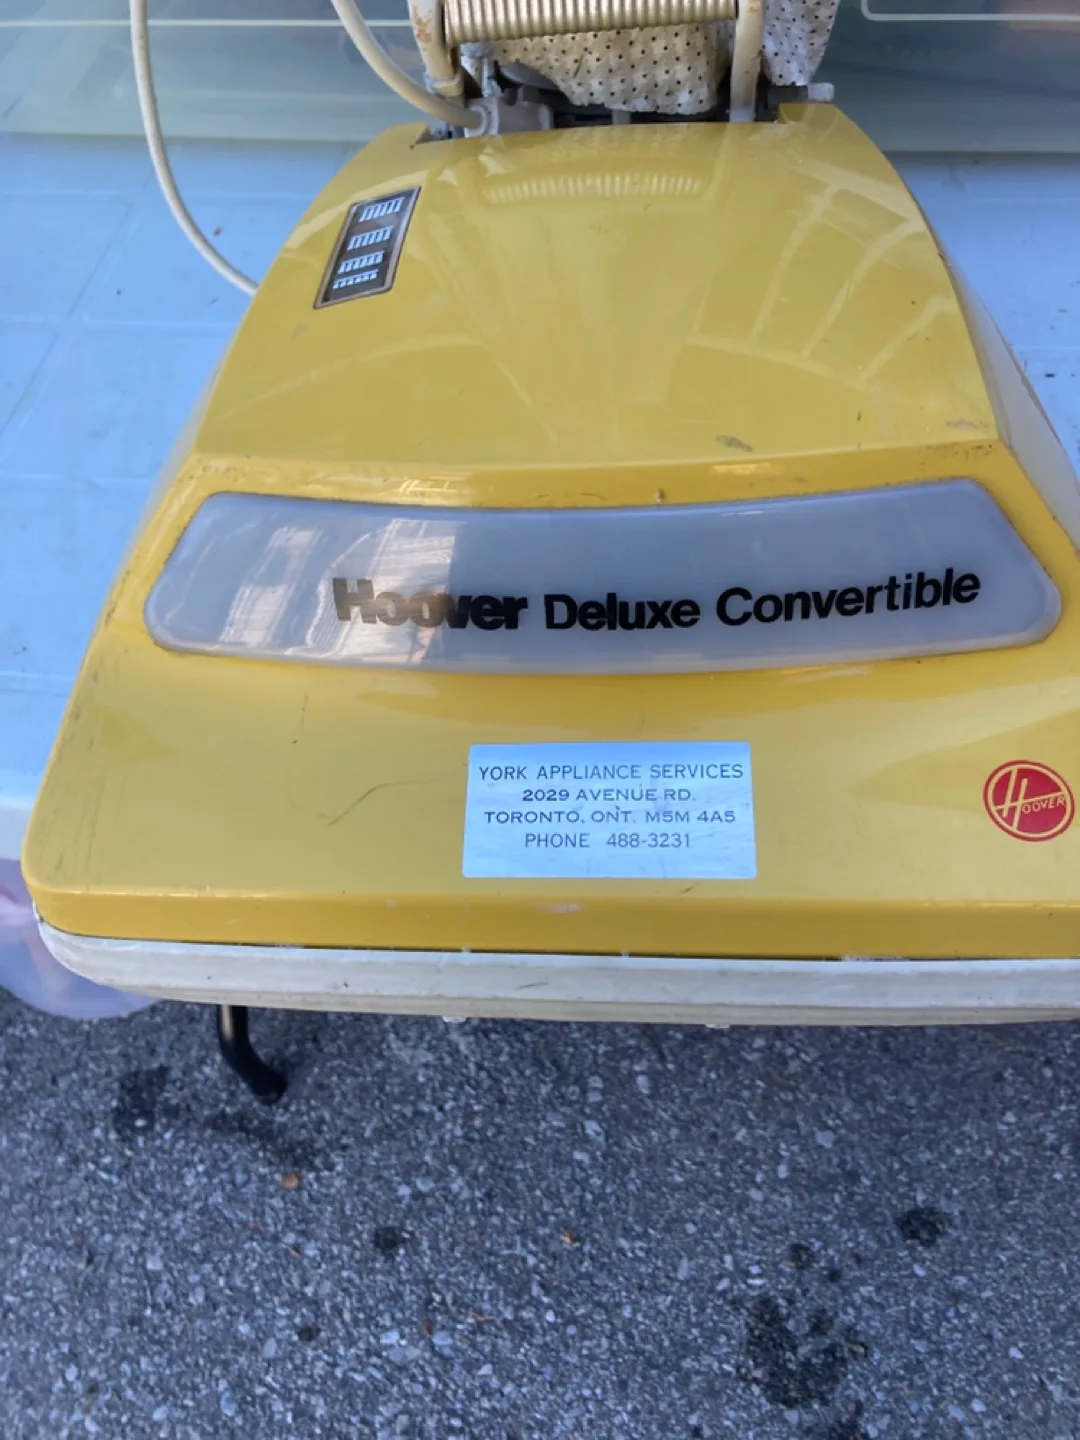 Hoover Deluxe Convertible
YORK APPLIANCE SERVICES
2029 AVENUE RD.
TORONTO, ONT. M5M 4A5
PHONE 488-3231
HOOVER